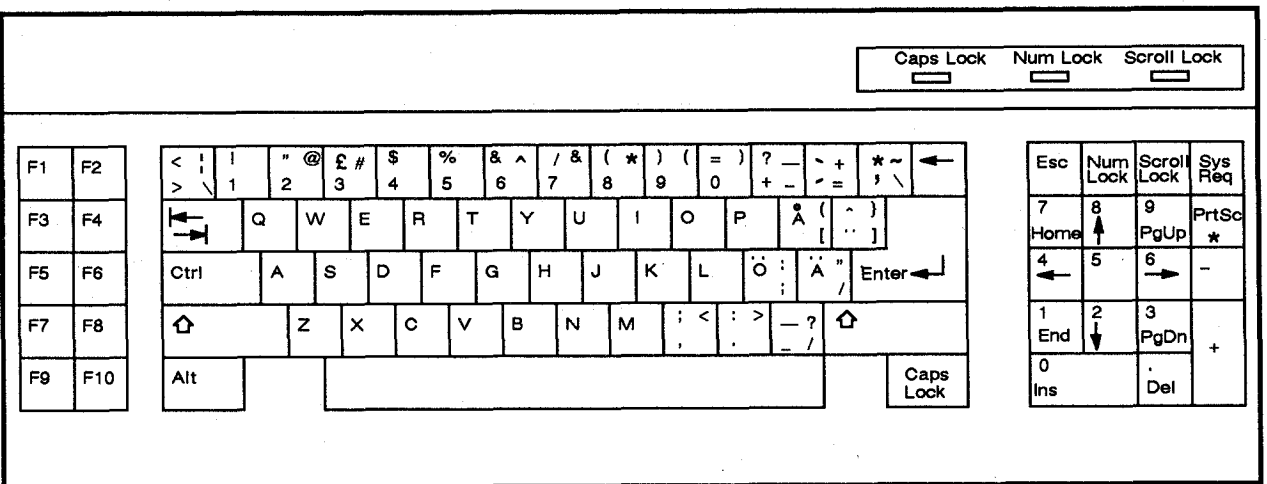 Caps Lock Num Lock Scroll Lock
F1 F2 < ¦ ! " @ £ # $ % & ^ / & ( * ) ( = ) ? — ` + * ~ ← Esc Num Scroll Sys
> \ 1 2 3 4 5 6 7 8 9 0 + – ´ = ' \ Lock Lock Req
F3 F4 Q W E R T Y U I O P Å { ^ } 7 8 9 PrtSc
[ ¨ ] Home ↑ PgUp *
F5 F6 Ctrl A S D F G H J K L Ö : Ä " Enter 4 5 6 –
; / ← →
F7 F8 Z X C V B N M ; < : > — ? 1 2 3 +
, . _ / End ↓ PgDn
F9 F10 Alt Caps 0 .
Lock Ins Del